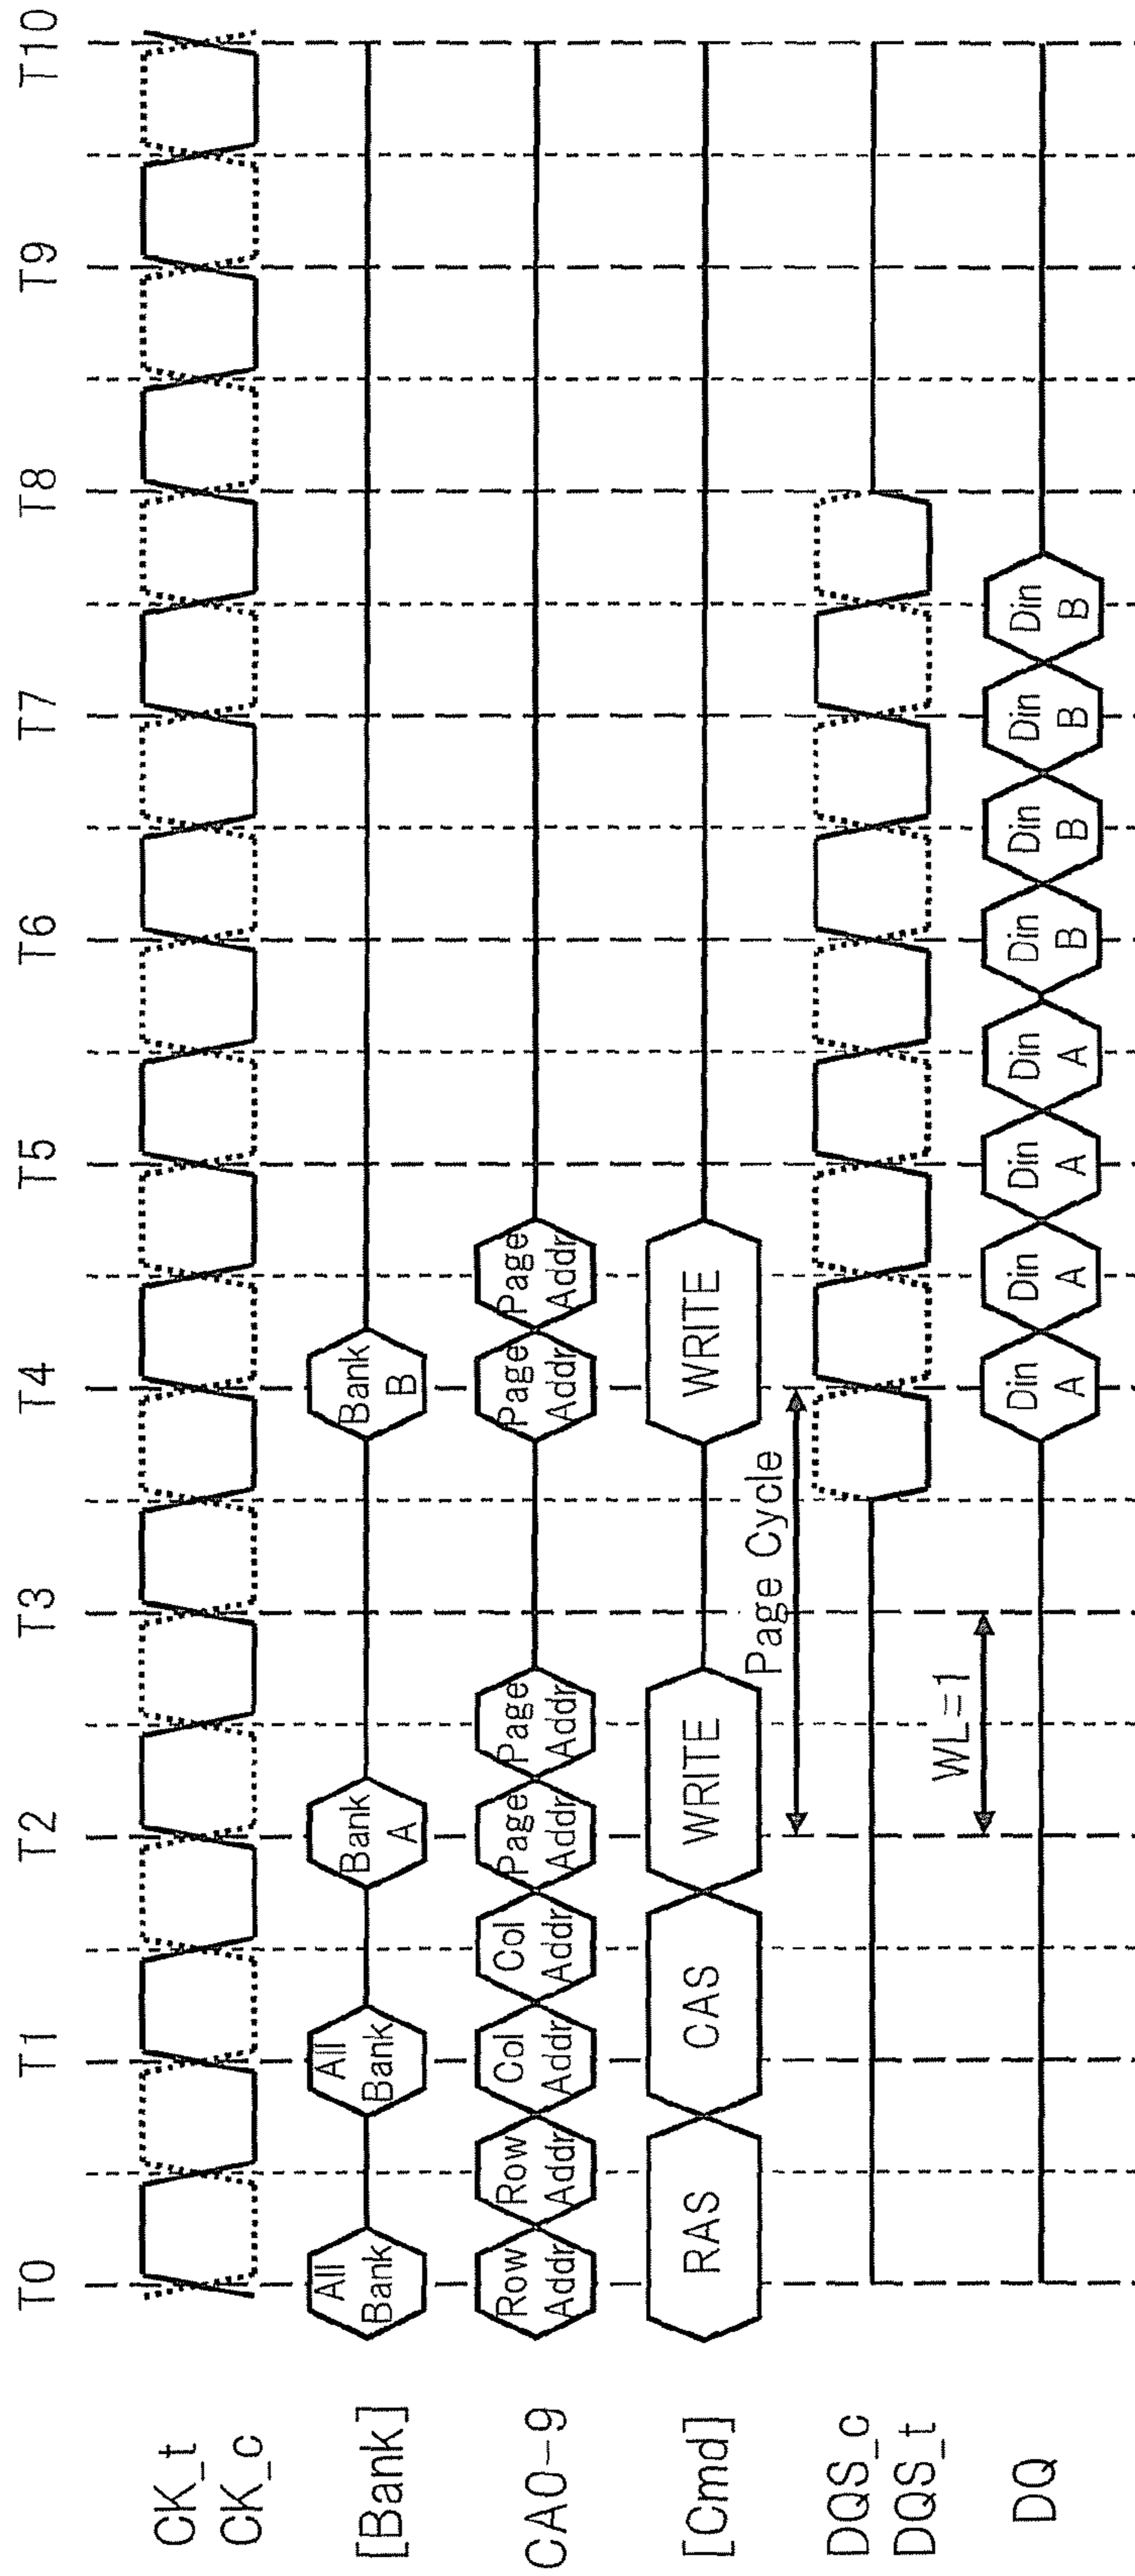 T0 T1 T2 T3 T4 T5 T6 T7 T8 T9 T10
CK_t
CK_c
[Bank]
All
Bank
All
Bank
Bank
A
Bank
B
CA0-9
Row
Addr
Row
Addr
Col
Addr
Col
Addr
Page
Addr
Page
Addr
Page
Addr
Page
Addr
[Cmd]
RAS
CAS
WRITE
WRITE
Page Cycle
DQS_c
DQS_t
WL=1
DQ
Din
A
Din
A
Din
A
Din
A
Din
B
Din
B
Din
B
Din
B